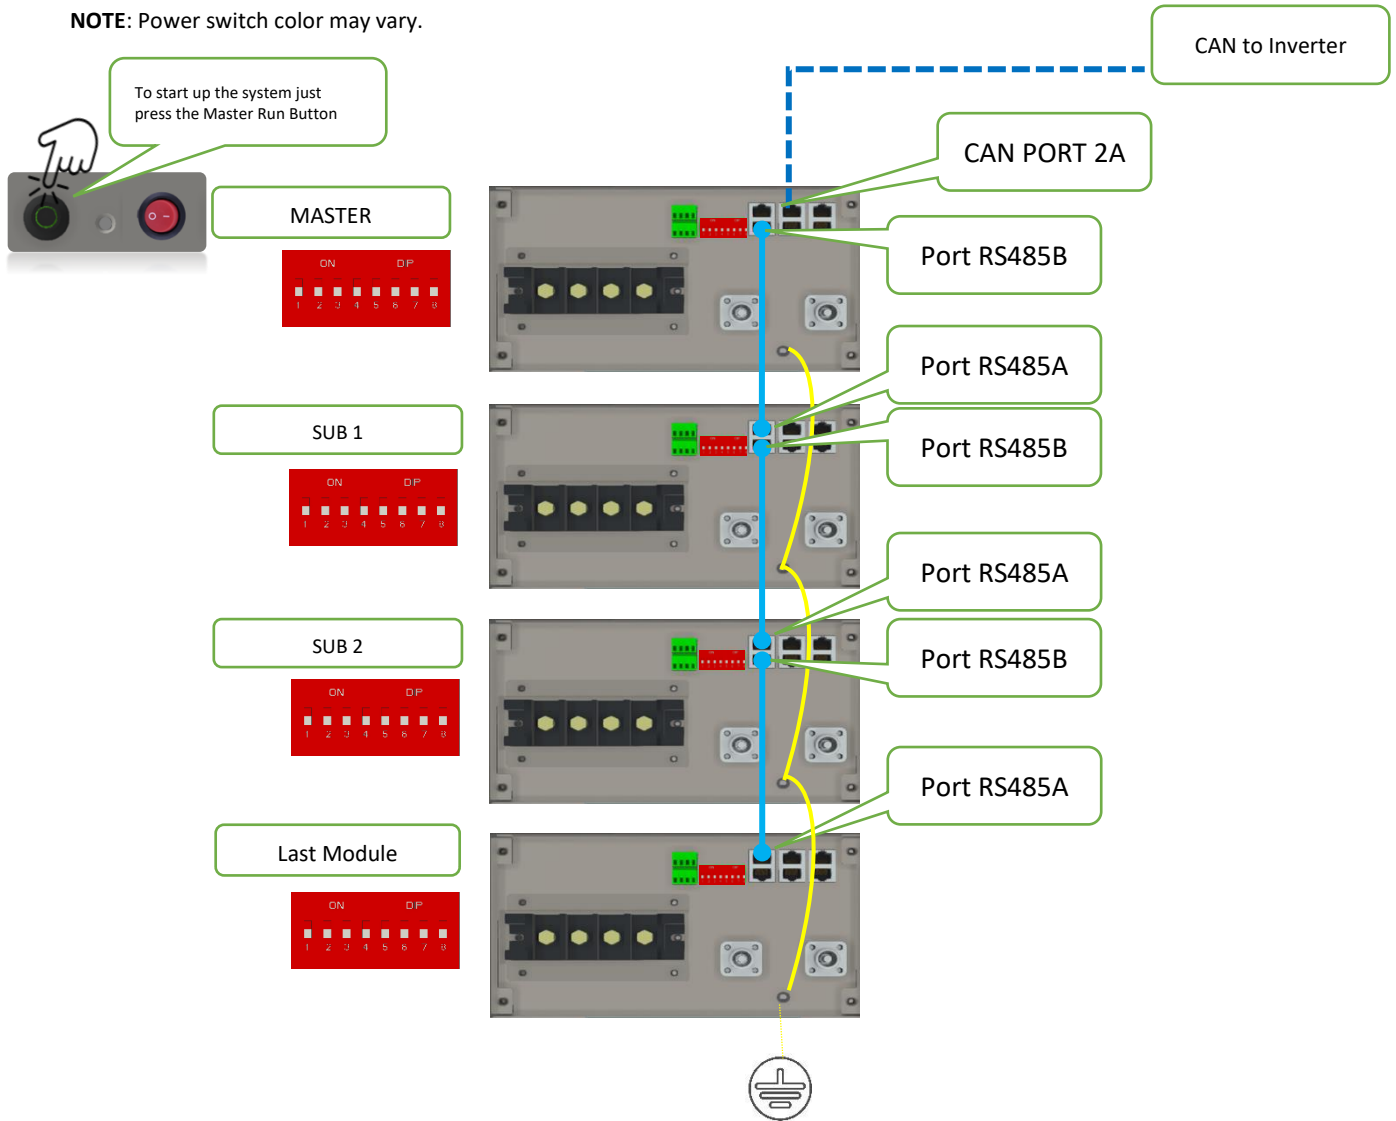 NOTE: Power switch color may vary.
CAN to Inverter
To start up the system just
press the Master Run Button
CAN PORT 2A
MASTER
ON DIP
1 2 3 4 5 6 7 8
Port RS485B
Port RS485A
SUB 1
Port RS485B
ON DIP
1 2 3 4 5 6 7 8
Port RS485A
SUB 2
Port RS485B
ON DIP
1 2 3 4 5 6 7 8
Port RS485A
Last Module
ON DIP
1 2 3 4 5 6 7 8